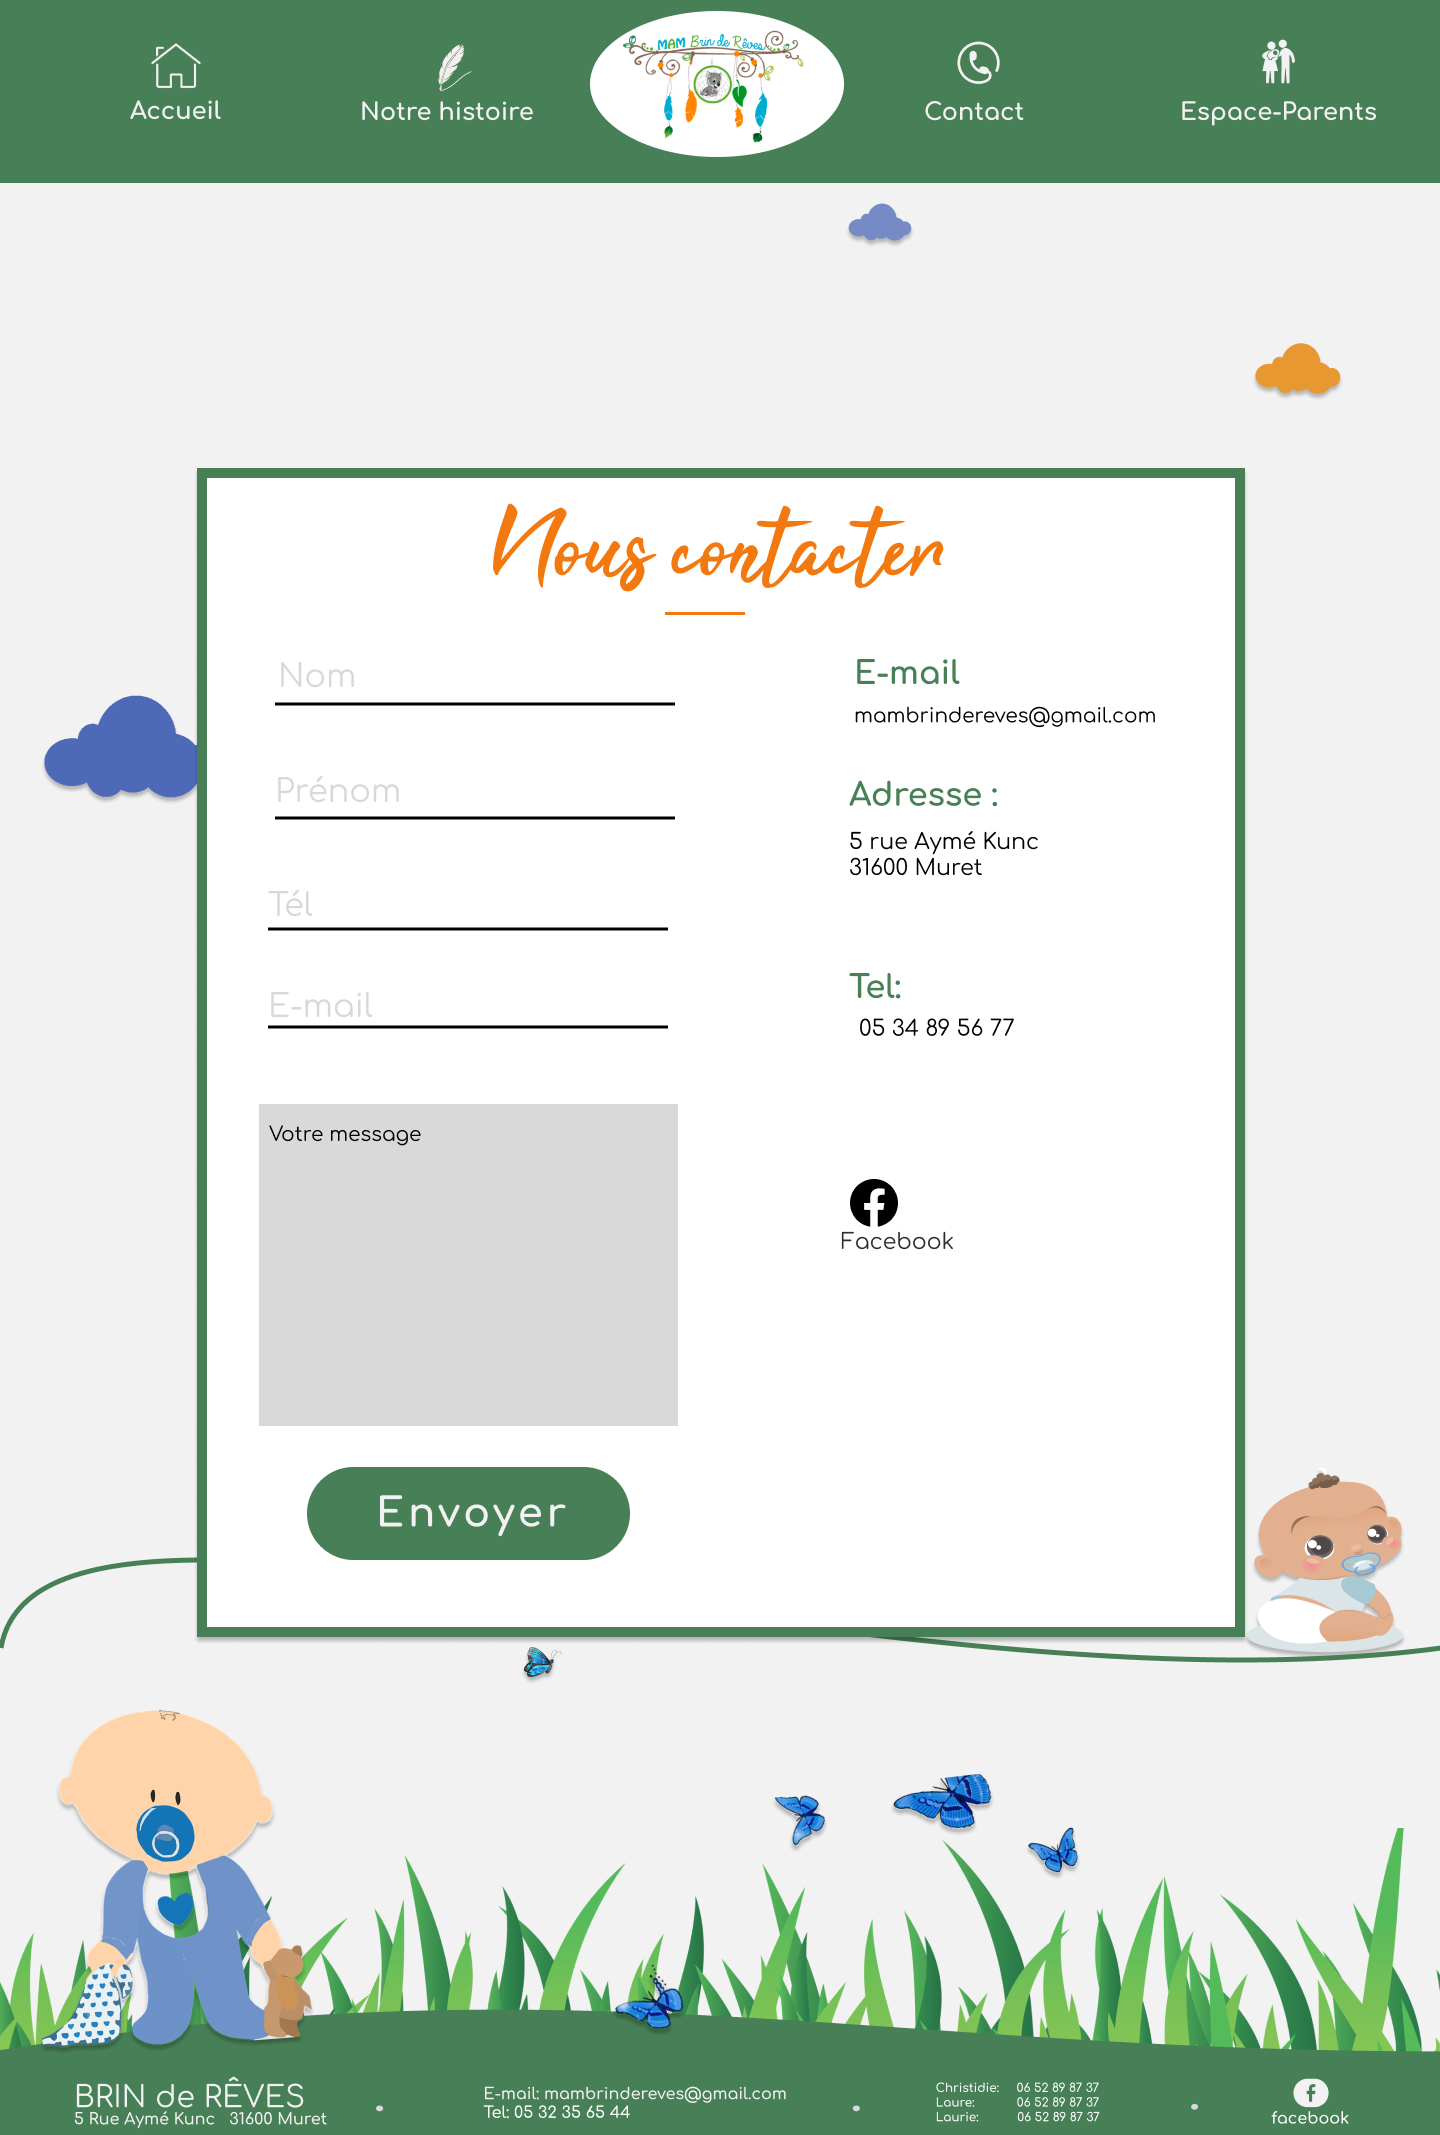 Accueil
Notre histoire
MAM Brin de Rêves
Contact
Espace-Parents
Nous contacter
Nom
Prénom
Tél
E-mail
Votre message
Envoyer
E-mail
mambrindereves@gmail.com
Adresse :
5 rue Aymé Kunc
31600 Muret
Tel:
05 34 89 56 77
Facebook
BRIN de RÊVES
5 Rue Aymé Kunc 31600 Muret
E-mail: mambrindereves@gmail.com
Tel: 05 32 35 65 44
Christidie: 06 52 89 87 37
Laure: 06 52 89 87 37
Laurie: 06 52 89 87 37
facebook